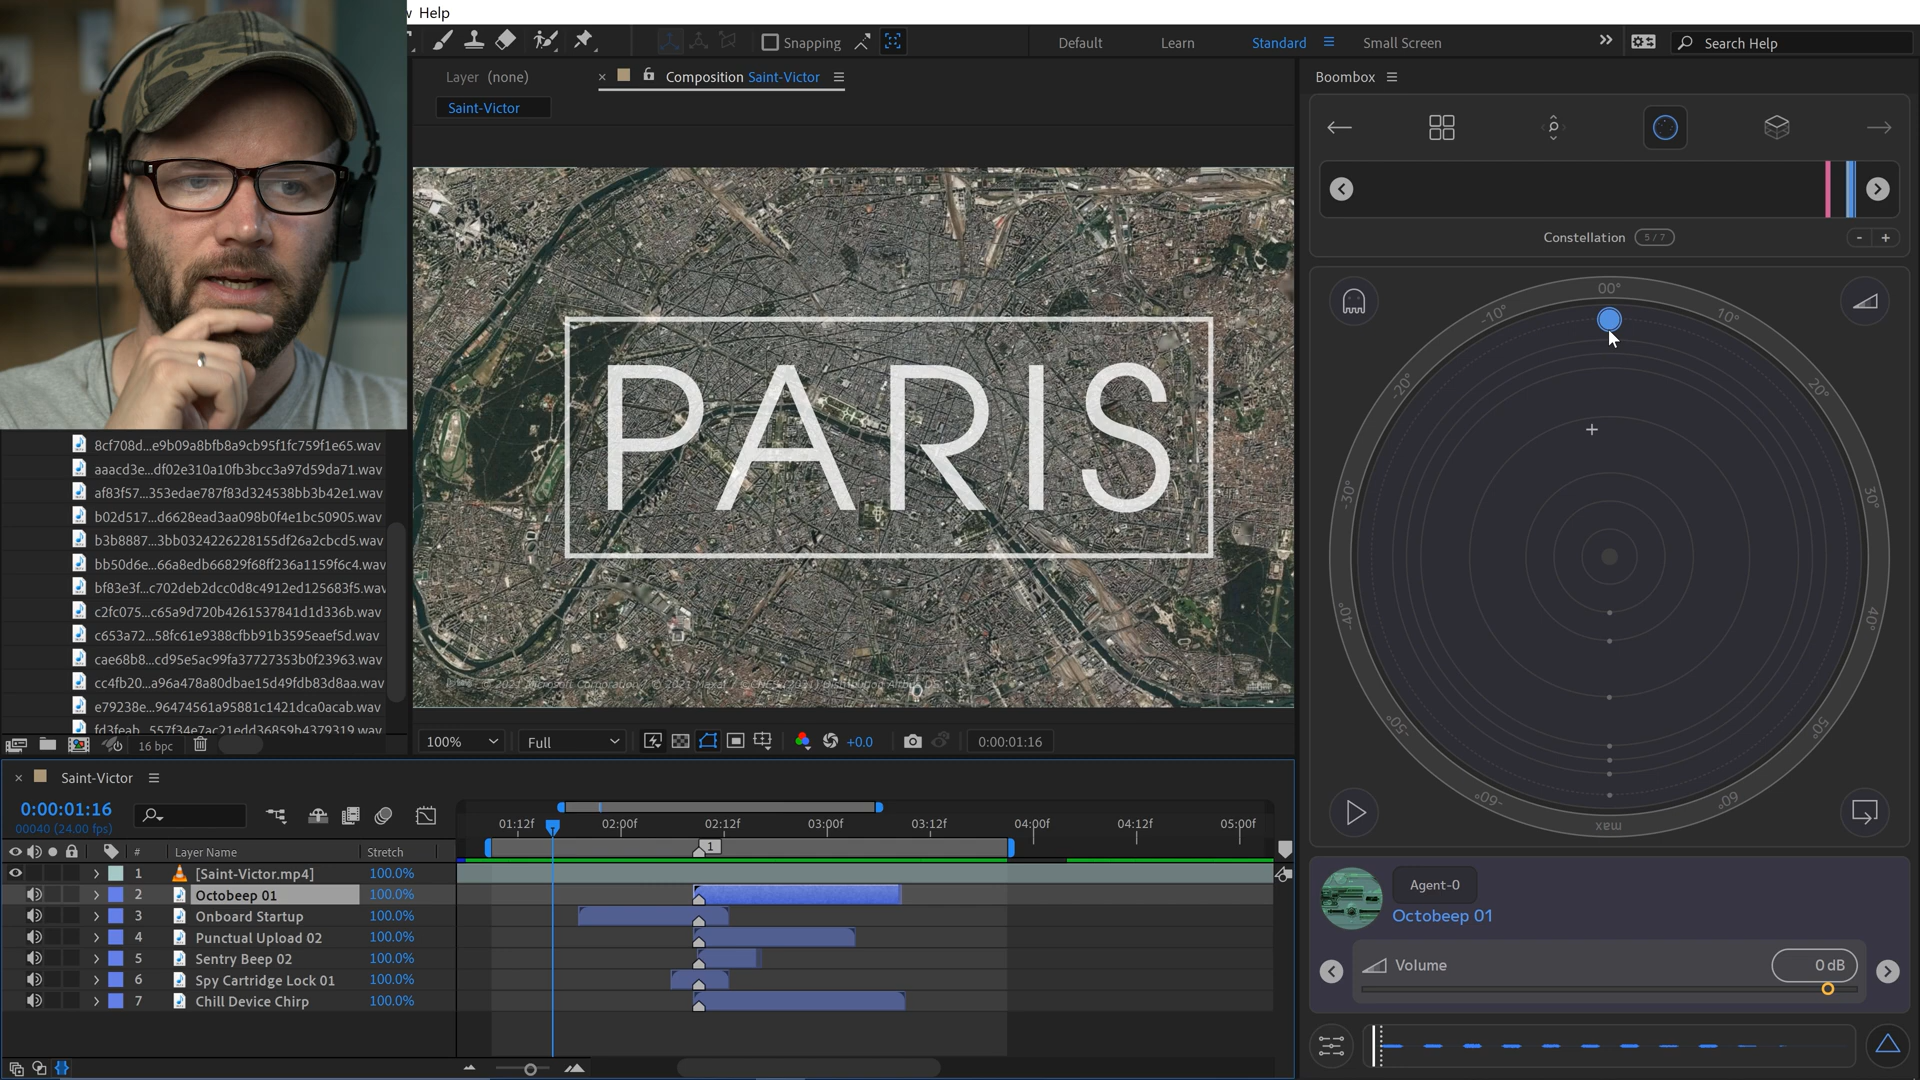 Help
Snapping
Default
Learn
Standard
Small Screen
Search Help
Layer (none)
Composition Saint-Victor
Saint-Victor
PARIS
100%
Full
+0.0
0:00:01:16
8cf708d...e9b09a8bfb8a9cb95f1fc759f1e65.wav
aaacd3e...df02e310a10fb3bcc3a97d59da71.wav
af83f57...353edae787f83d324538bb3b42e1.wav
b02d517...d6628ead3aa098b0f4e1bc50905.wav
b3b8887...3bb0324226228155df26a2cbcd5.wav
bb50d6e...66a8edb66829f68ff236a1159f6c4.wav
bf83e3f...c702deb2dcc0d8c4912ed125683f5.wav
c2fc075...c65a9d720b4261537841d1d336b.wav
c653a72...58fc61e9388cfbb91b3595eaef5d.wav
cae68b8...cd95e5ac99fa37727353b0f23963.wav
cc4fb20...a96a478a80dbae15d49fdb83d8aa.wav
e79238e...96474561a95881c1421dca0acab.wav
fd3feab...557f34e7ac21edd36859b4379319.wav
16 bpc
Boombox
Constellation 5 / 7
- +
00°
-10° 10°
-20° 20°
-30° 30°
-40° 40°
-50° 50°
-60° 60°
max
Agent-0
Octobeep 01
Volume 0 dB
Saint-Victor
0:00:01:16
00040 (24.00 fps)
01:12f 02:00f 02:12f 03:00f 03:12f 04:00f 04:12f 05:00f
1
# Layer Name Stretch
1 [Saint-Victor.mp4] 100.0%
2 Octobeep 01 100.0%
3 Onboard Startup 100.0%
4 Punctual Upload 02 100.0%
5 Sentry Beep 02 100.0%
6 Spy Cartridge Lock 01 100.0%
7 Chill Device Chirp 100.0%